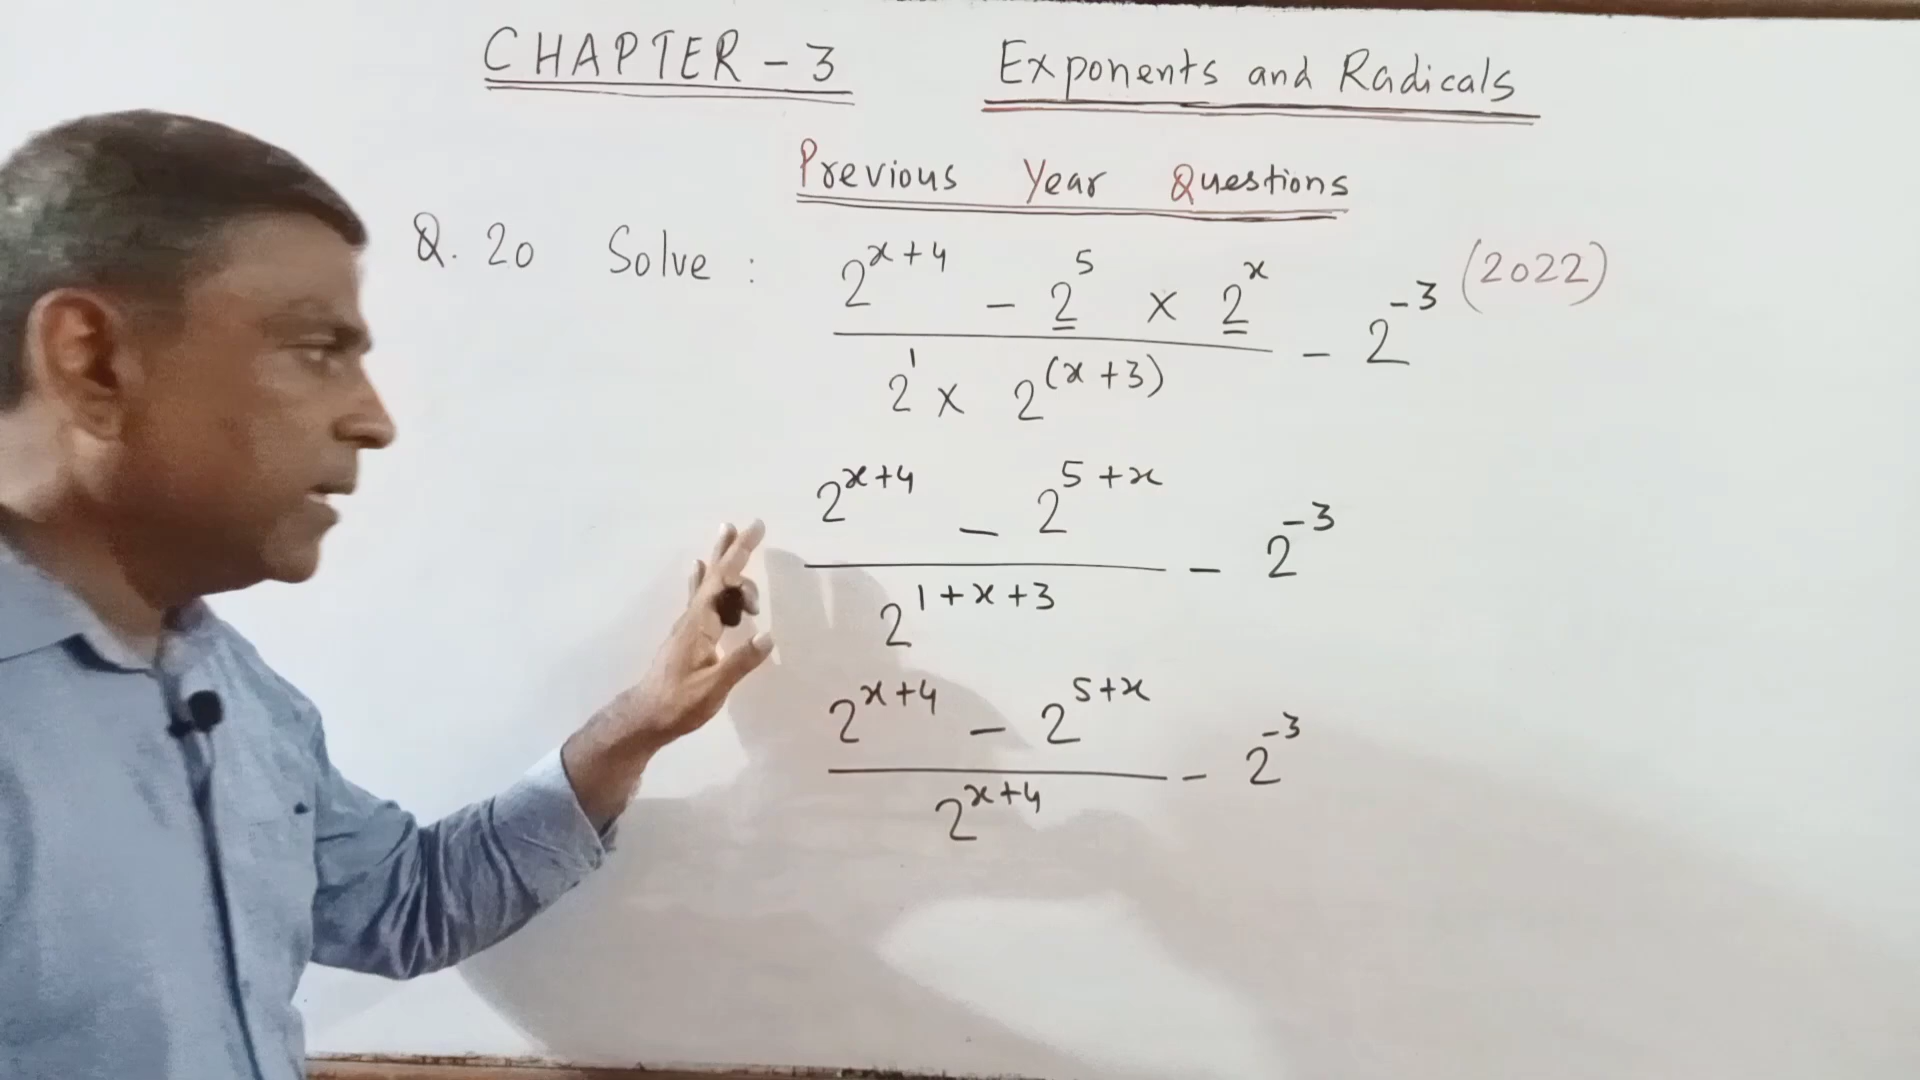 CHAPTER - 3 Exponents and Radicals
Previous Year Questions
Q. 20 Solve : (2022)
2^{x+4} - 2^5 × 2^x
――― - 2^{-3}
2^1 × 2^{(x+3)}
2^{x+4} - 2^{5+x}
――― - 2^{-3}
2^{1+x+3}
2^{x+4} - 2^{5+x}
――― - 2^{-3}
2^{x+4}